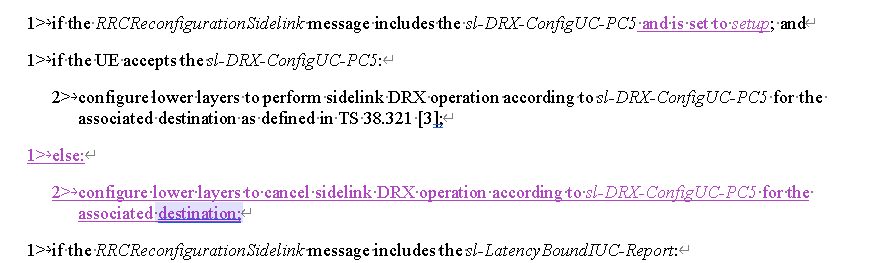 1>if the RRCReconfigurationSidelink message includes the sl-DRX-ConfigUC-PC5 and is set to setup; and
1>if the UE accepts the sl-DRX-ConfigUC-PC5:
2>configure lower layers to perform sidelink DRX operation according to sl-DRX-ConfigUC-PC5 for the
associated destination as defined in TS 38.321 [3];
1>else:
2>configure lower layers to cancel sidelink DRX operation according to sl-DRX-ConfigUC-PC5 for the
associated destination;
1>if the RRCReconfigurationSidelink message includes the sl-LatencyBoundIUC-Report: